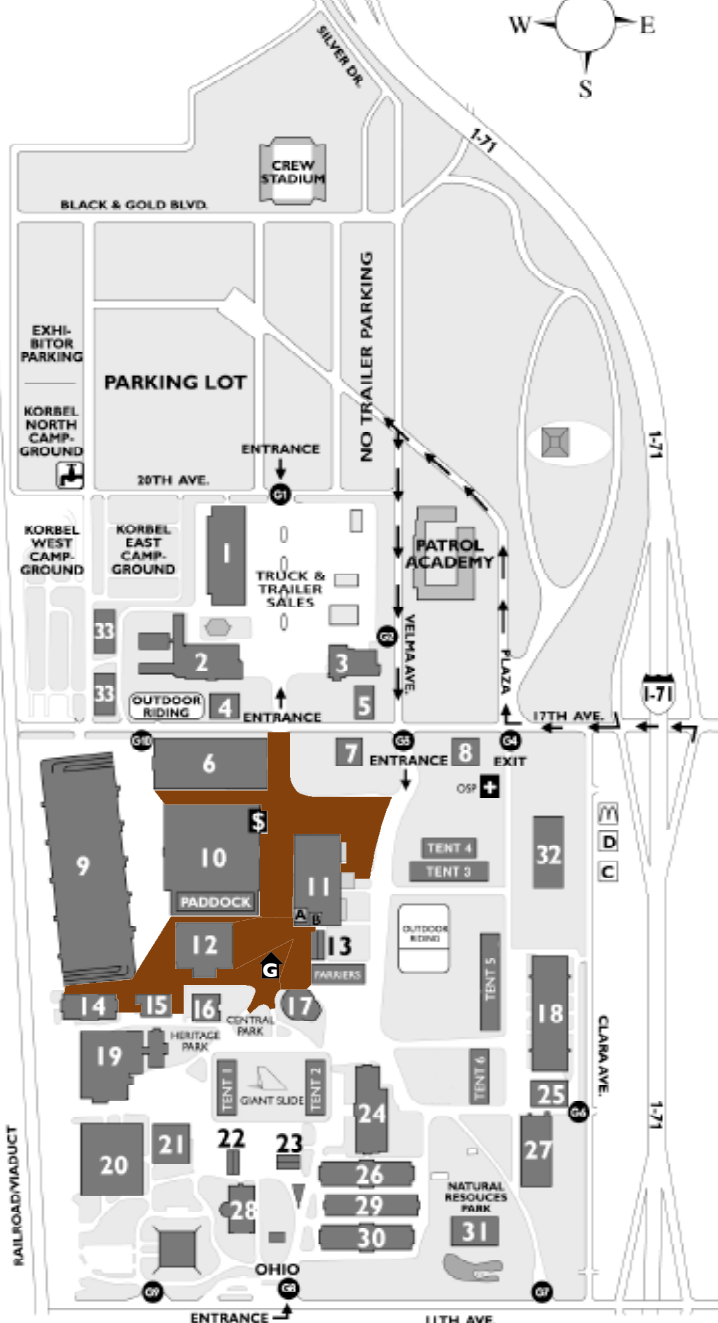 W
E
S
SILVER DR.
1-71
CREW
STADIUM
BLACK & GOLD BLVD.
NO TRAILER PARKING
EXHI-
BITOR
PARKING
PARKING LOT
KORBEL
NORTH
CAMP-
GROUND
ENTRANCE
1-71
20TH AVE.
G1
KORBEL
WEST
CAMP-
GROUND
KORBEL
EAST
CAMP-
GROUND
1
TRUCK &
TRAILER
SALES
PATROL
ACADEMY
33
G2
VELMA AVE.
2
3
PLAZA
33
OUTDOOR
RIDING
4
ENTRANCE
5
I-71
17TH AVE.
G10
G3
G4
6
7
ENTRANCE
8
EXIT
OSP
9
$
10
TENT 4
TENT 3
32
D
C
11
PADDOCK
A
B
OUTDOOR
RIDING
12
13
G
FARRIERS
TENT 5
14
15
16
17
18
CENTRAL
PARK
HERITAGE
PARK
CLARA AVE.
19
TENT 1
GIANT SLIDE
TENT 2
TENT 6
24
25
G6
1-71
RAILROAD/VIADUCT
20
21
22
23
27
26
NATURAL
RESOUCES
PARK
28
29
31
30
OHIO
G9
G8
G7
ENTRANCE
11TH AVE.